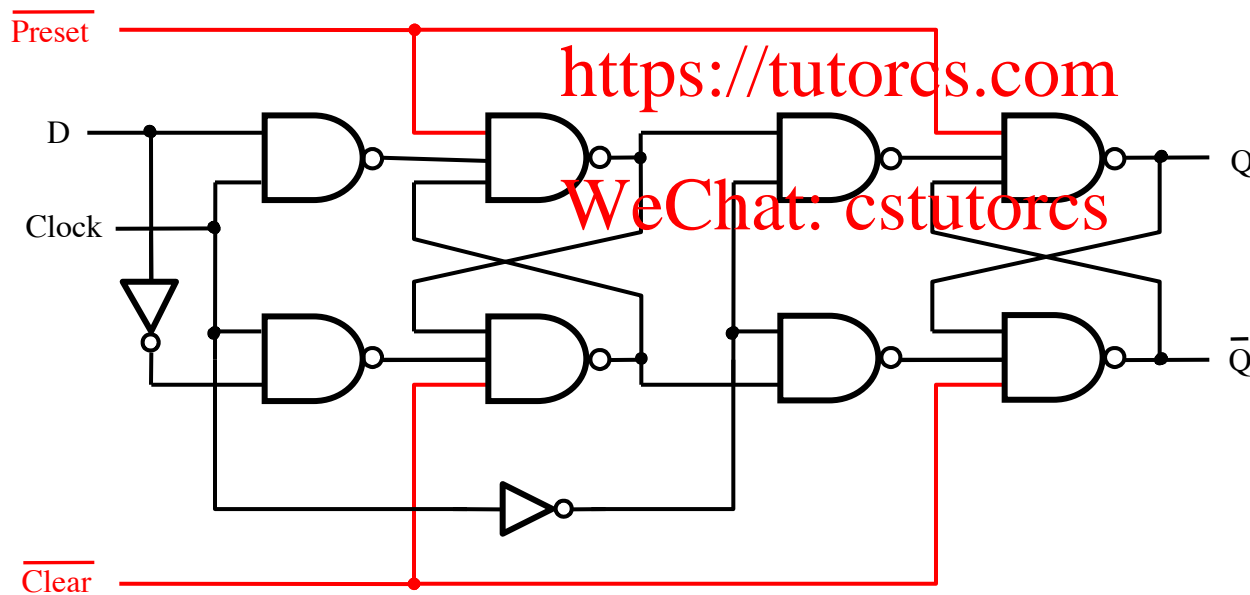 Preset
https://tutorcs.com
D
Q
WeChat: cstutorcs
Clock
Q
Clear